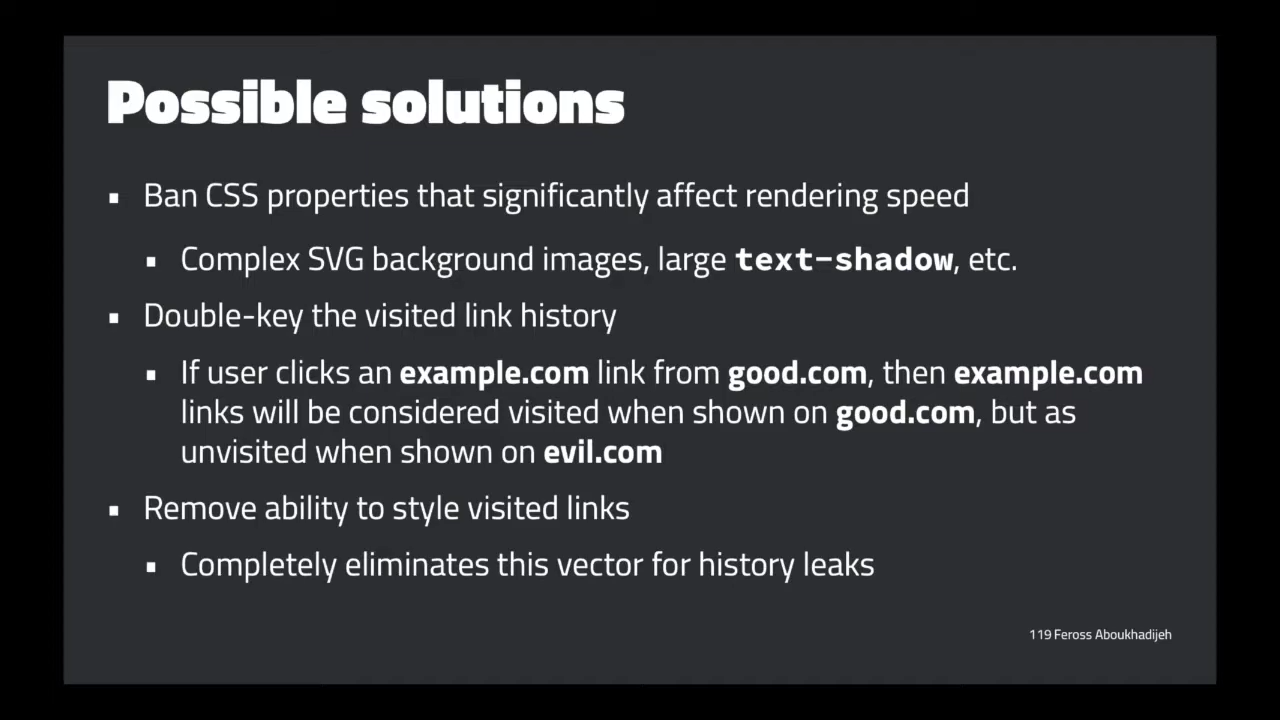 Possible solutions
▪ Ban CSS properties that significantly affect rendering speed
▪ Complex SVG background images, large text-shadow, etc.
▪ Double-key the visited link history
▪ If user clicks an example.com link from good.com, then example.com
links will be considered visited when shown on good.com, but as
unvisited when shown on evil.com
▪ Remove ability to style visited links
▪ Completely eliminates this vector for history leaks
119 Feross Aboukhadijeh